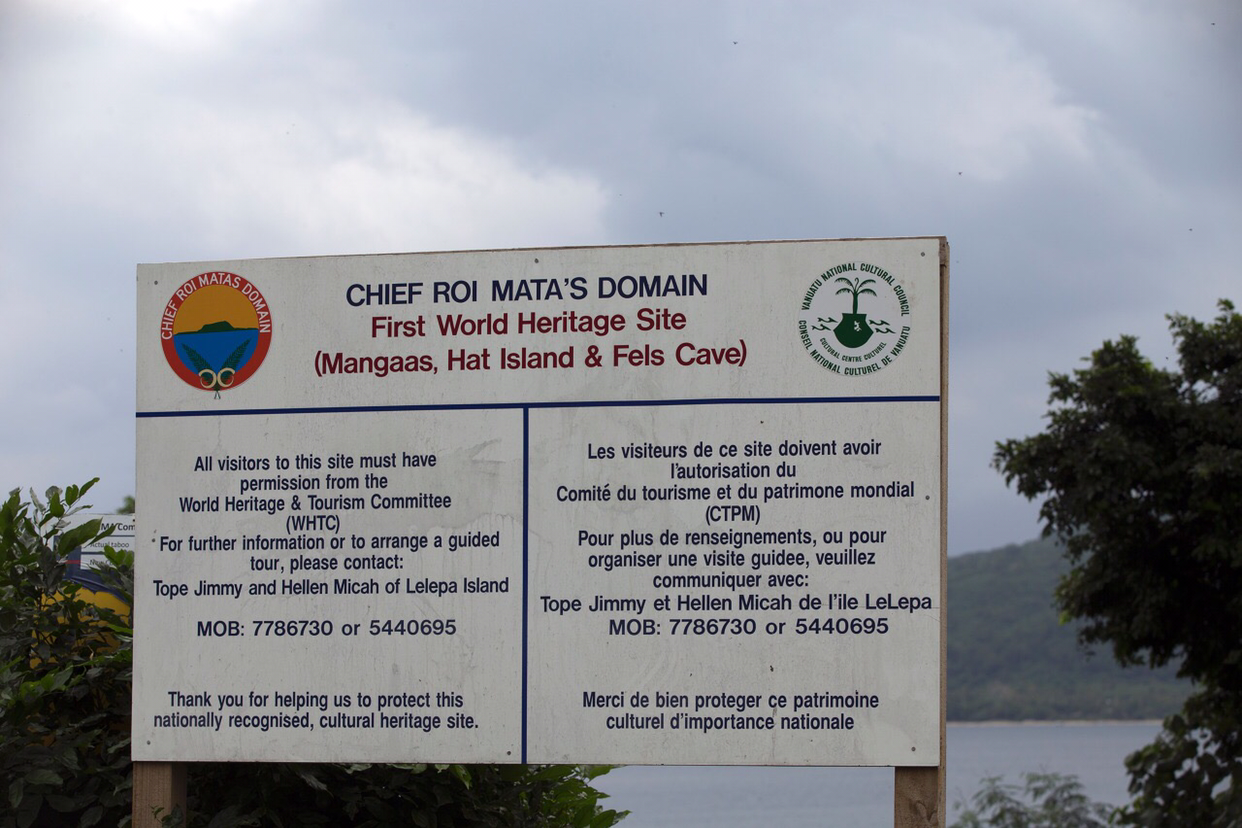 CHIEF ROI MATAS DOMAIN
CHIEF ROI MATA'S DOMAIN
First World Heritage Site
(Mangaas, Hat Island & Fels Cave)
VANUATU NATIONAL CULTURAL COUNCIL
CULTURAL CENTRE CULTUREL
CONSEIL NATIONAL CULTUREL DE VANUATU
All visitors to this site must have
permission from the
World Heritage & Tourism Committee
(WHTC)
For further information or to arrange a guided
tour, please contact:
Tope Jimmy and Hellen Micah of Lelepa Island
MOB: 7786730 or 5440695
Thank you for helping us to protect this
nationally recognised, cultural heritage site.
Les visiteurs de ce site doivent avoir
l'autorisation du
Comité du tourisme et du patrimone mondial
(CTPM)
Pour plus de renseignements, ou pour
organiser une visite guidee, veuillez
communiquer avec:
Tope Jimmy et Hellen Micah de l'ile LeLepa
MOB: 7786730 or 5440695
Merci de bien proteger ce patrimoine
culturel d'importance nationale
Actual taboo